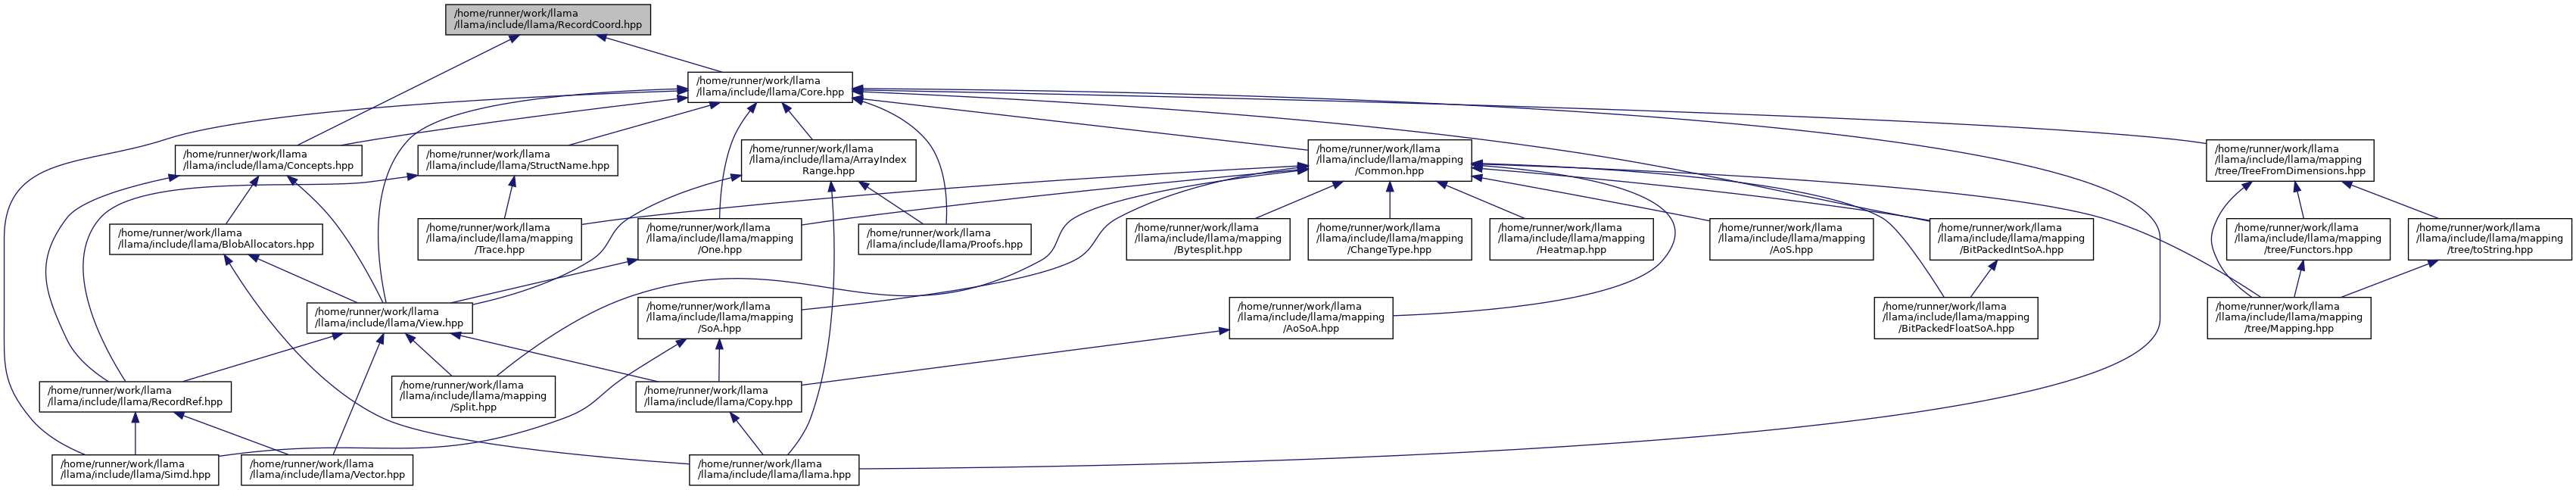 /home/runner/work/llama
/llama/include/llama/RecordCoord.hpp
/home/runner/work/llama
/llama/include/llama/Core.hpp
/home/runner/work/llama
/llama/include/llama/Concepts.hpp
/home/runner/work/llama
/llama/include/llama/StructName.hpp
/home/runner/work/llama
/llama/include/llama/ArrayIndex
Range.hpp
/home/runner/work/llama
/llama/include/llama/mapping
/Common.hpp
/home/runner/work/llama
/llama/include/llama/mapping
/tree/TreeFromDimensions.hpp
/home/runner/work/llama
/llama/include/llama/BlobAllocators.hpp
/home/runner/work/llama
/llama/include/llama/mapping
/Trace.hpp
/home/runner/work/llama
/llama/include/llama/mapping
/One.hpp
/home/runner/work/llama
/llama/include/llama/Proofs.hpp
/home/runner/work/llama
/llama/include/llama/mapping
/Bytesplit.hpp
/home/runner/work/llama
/llama/include/llama/mapping
/ChangeType.hpp
/home/runner/work/llama
/llama/include/llama/mapping
/Heatmap.hpp
/home/runner/work/llama
/llama/include/llama/mapping
/AoS.hpp
/home/runner/work/llama
/llama/include/llama/mapping
/BitPackedIntSoA.hpp
/home/runner/work/llama
/llama/include/llama/mapping
/tree/Functors.hpp
/home/runner/work/llama
/llama/include/llama/mapping
/tree/toString.hpp
/home/runner/work/llama
/llama/include/llama/View.hpp
/home/runner/work/llama
/llama/include/llama/mapping
/SoA.hpp
/home/runner/work/llama
/llama/include/llama/mapping
/AoSoA.hpp
/home/runner/work/llama
/llama/include/llama/mapping
/BitPackedFloatSoA.hpp
/home/runner/work/llama
/llama/include/llama/mapping
/tree/Mapping.hpp
/home/runner/work/llama
/llama/include/llama/RecordRef.hpp
/home/runner/work/llama
/llama/include/llama/mapping
/Split.hpp
/home/runner/work/llama
/llama/include/llama/Copy.hpp
/home/runner/work/llama
/llama/include/llama/Simd.hpp
/home/runner/work/llama
/llama/include/llama/Vector.hpp
/home/runner/work/llama
/llama/include/llama/llama.hpp